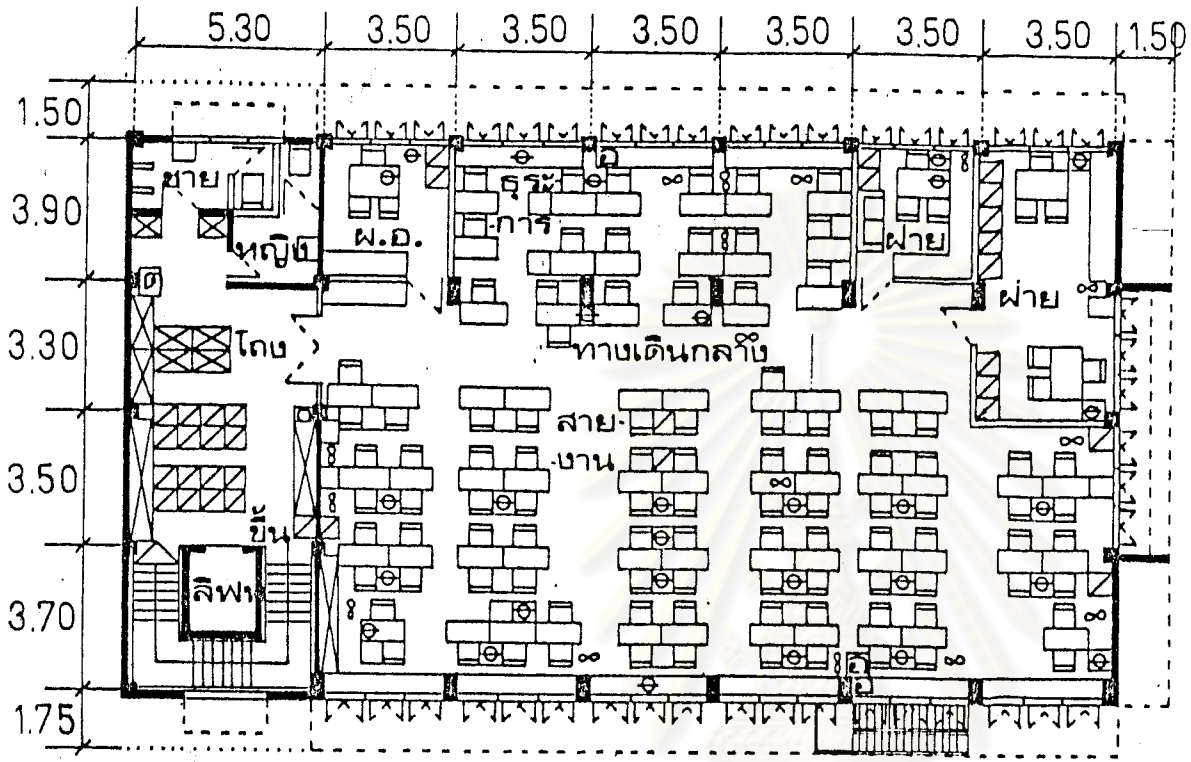 5.30 3.50 3.50 3.50 3.50 3.50 3.50 1.50
1.50
3.90
3.30
3.50
3.70
1.75
ชาย
หญิง
ผ.อ.
ธุระ
การ
ฝ่าย
ฝ่าย
โถง
ทางเดินกลาง
สาย
งาน
ขึ้น
ลิฟท์